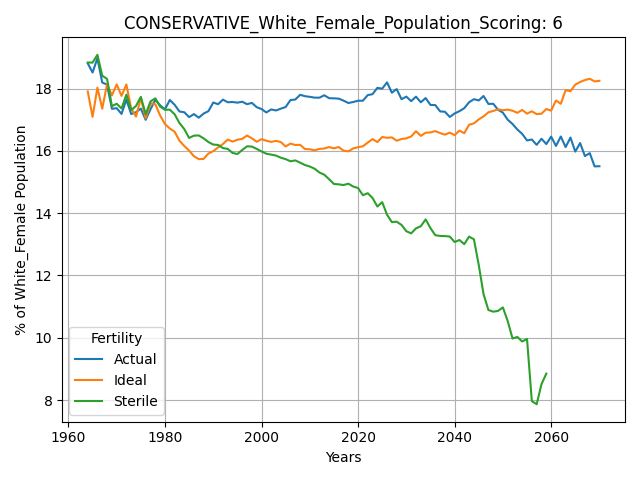 CONSERVATIVE_White_Female_Population_Scoring: 6
% of White_Female Population
18
16
14
12
10
8
Fertility
Actual
Ideal
Sterile
1960 1980 2000 2020 2040 2060
Years